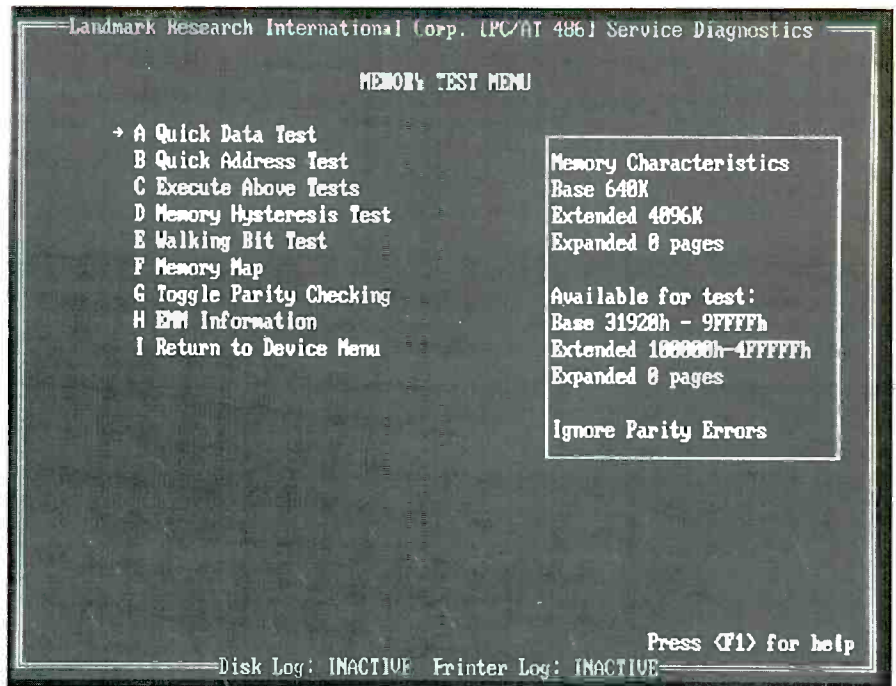 Landmark Research International Corp. [PC/AT 486] Service Diagnostics
MEMORY TEST MENU
→ A Quick Data Test
B Quick Address Test
C Execute Above Tests
D Memory Hysteresis Test
E Walking Bit Test
F Memory Map
G Toggle Parity Checking
H EMM Information
I Return to Device Menu
Memory Characteristics
Base 640K
Extended 4096K
Expanded 0 pages
Available for test:
Base 31920h - 9FFFFh
Extended 100000h-4FFFFFh
Expanded 0 pages
Ignore Parity Errors
Press <F1> for help
Disk Log: INACTIVE Printer Log: INACTIVE